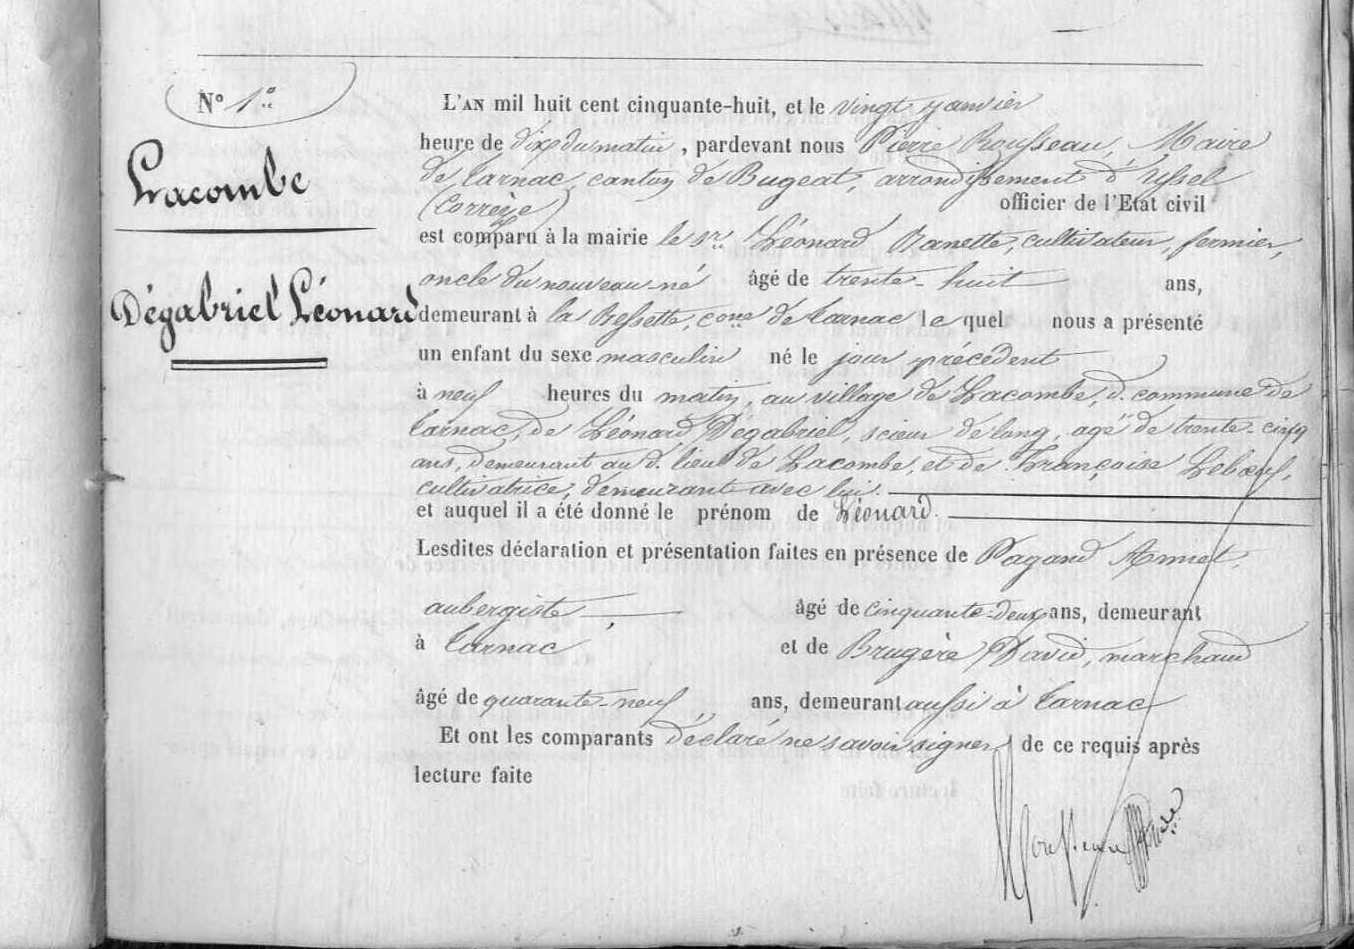 N° 1er
Lacombe
Dégabriel Léonard
L'AN mil huit cent cinquante-huit, et le vingt janvier
heure de dix du matin, pardevant nous Pierre Rousseau, Maire
de Tarnac, canton de Bugeat, arrondissement d'Ussel
(Corrèze) officier de l'Etat civil
est comparu à la mairie le sr Léonard Ranette, cultivateur, fermier,
oncle du nouveau-né âgé de trente-huit ans,
demeurant à la Bessette, cone de Tarnac lequel nous a présenté
un enfant du sexe masculin né le jour précédent
à neuf heures du matin, au village de Lacombe, d. commune de
Tarnac, de Léonard Dégabriel, scieur de long, agé de trente-cinq
ans, demeurant au d. lieu de Lacombe, et de Françoise Lebœuf,
cultivatrice, demeurant avec lui.
et auquel il a été donné le prénom de Léonard.
Lesdites déclaration et présentation faites en présence de Pagand Annet,
aubergiste, âgé de cinquante-deux ans, demeurant
à Tarnac et de Brugère David, marchand
âgé de quarante-neuf ans, demeurant aussi à Tarnac
Et ont les comparants déclaré ne savoir signer de ce requis après
lecture faite
Rousseau